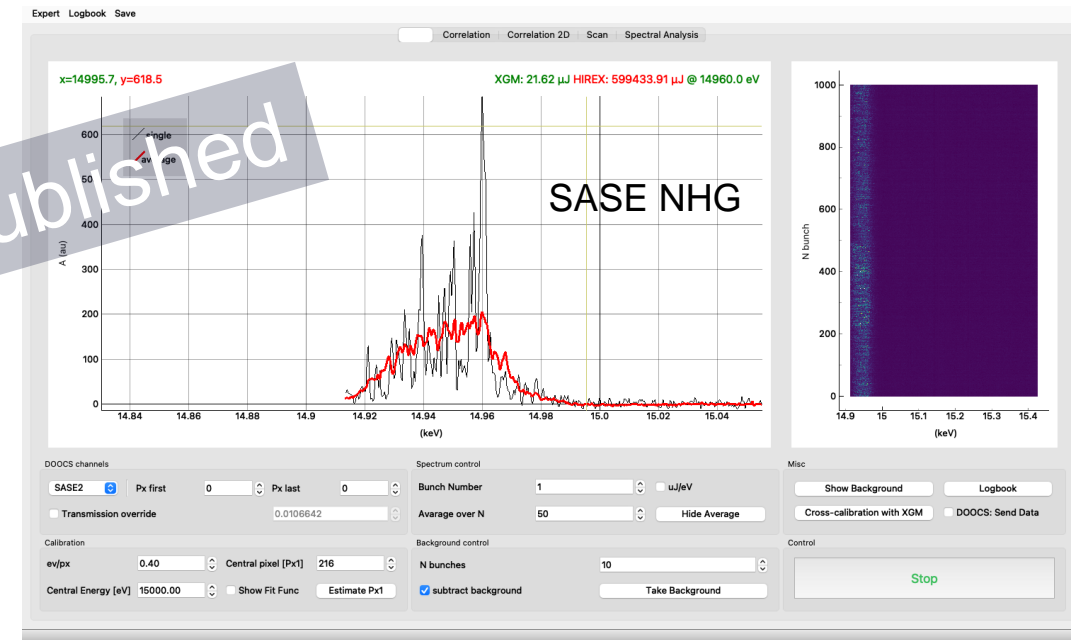 Expert Logbook Save
Correlation Correlation 2D Scan Spectral Analysis
x=14995.7, y=618.5
XGM: 21.62 µJ HIREX: 599433.91 µJ @ 14960.0 eV
single
average
ublished
SASE NHG
A (au)
600
50
400
300
200
100
0
14.84 14.86 14.88 14.9 14.92 14.94 14.96 14.98 15.0 15.02 15.04
(keV)
N bunch
1000
800
600
400
200
0
14.9 15 15.1 15.2 15.3 15.4
(keV)
DOOCS channels
SASE2 Px first 0 Px last 0
Transmission override 0.0106642
Spectrum control
Bunch Number 1 uJ/eV
Avarage over N 50 Hide Average
Misc
Show Background Logbook
Cross-calibration with XGM DOOCS: Send Data
Calibration
ev/px 0.40 Central pixel [Px1] 216
Central Energy [eV] 15000.00 Show Fit Func Estimate Px1
Background control
N bunches 10
subtract background Take Background
Control
Stop